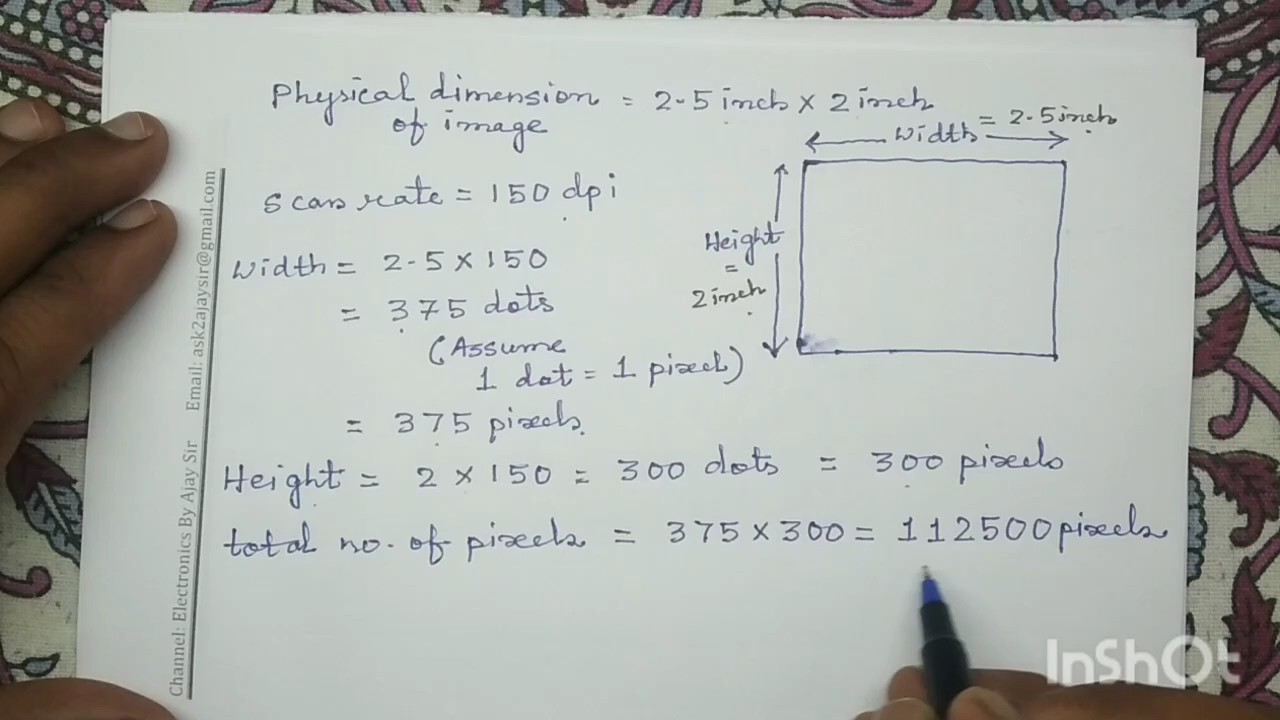 Physical dimension = 2.5 inch × 2 inch
of image
Width = 2.5 inch
Scan rate = 150 dpi
Height
=
2 inch
Width = 2.5 × 150
= 375 dots
(Assume
1 dot = 1 pixel)
= 375 pixels.
Height = 2 × 150 = 300 dots = 300 pixels
total no. of pixels = 375 × 300 = 112500 pixels
Channel: Electronics By Ajay Sir Email: ask2ajaysir@gmail.com
InShOt